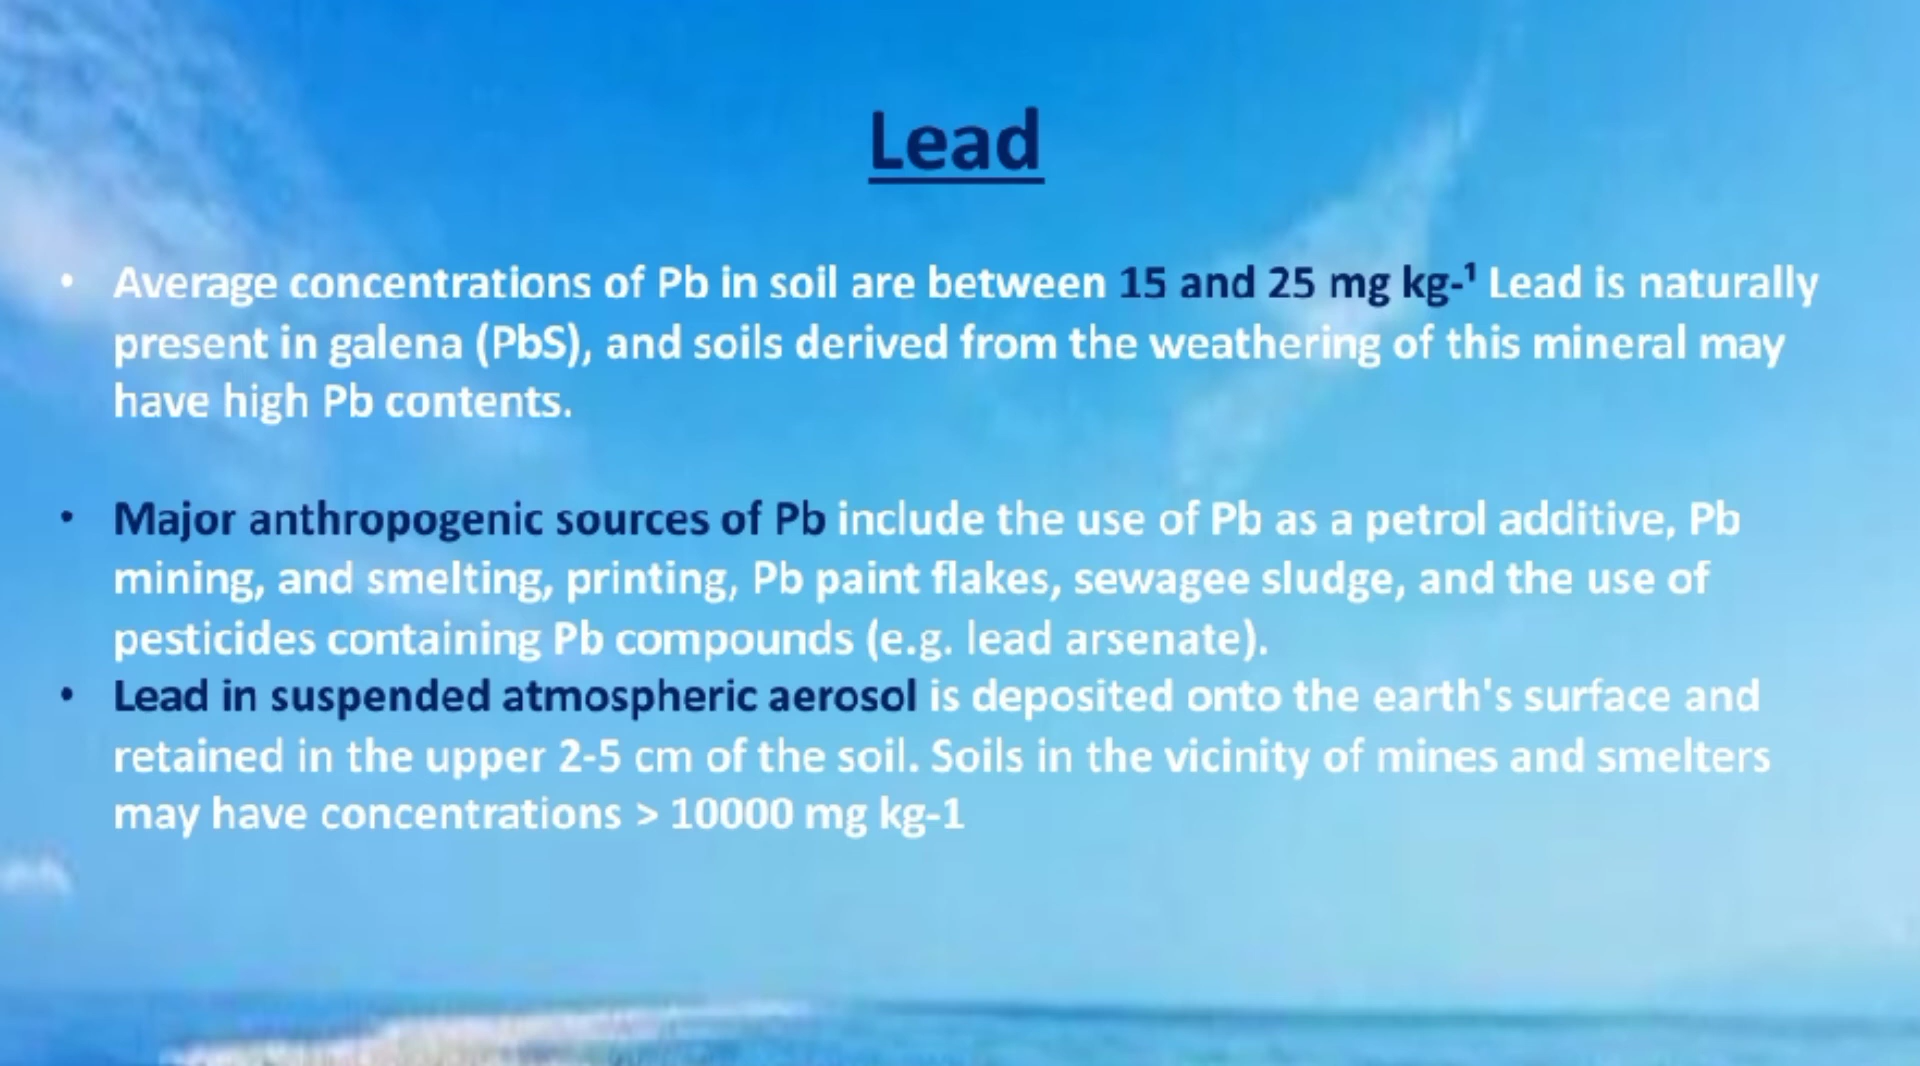 Lead
• Average concentrations of Pb in soil are between 15 and 25 mg kg-¹ Lead is naturally
present in galena (PbS), and soils derived from the weathering of this mineral may
have high Pb contents.
• Major anthropogenic sources of Pb include the use of Pb as a petrol additive, Pb
mining, and smelting, printing, Pb paint flakes, sewagee sludge, and the use of
pesticides containing Pb compounds (e.g. lead arsenate).
• Lead in suspended atmospheric aerosol is deposited onto the earth's surface and
retained in the upper 2-5 cm of the soil. Soils in the vicinity of mines and smelters
may have concentrations > 10000 mg kg-1